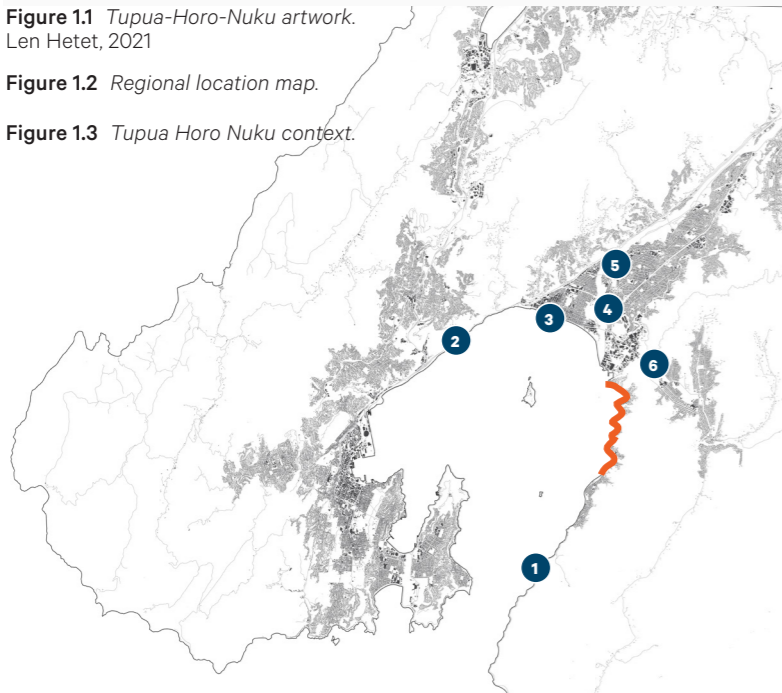 Figure 1.1 Tupua-Horo-Nuku artwork.
Len Hetet, 2021
Figure 1.2 Regional location map.
Figure 1.3 Tupua Horo Nuku context.
5
4
3
2
6
1